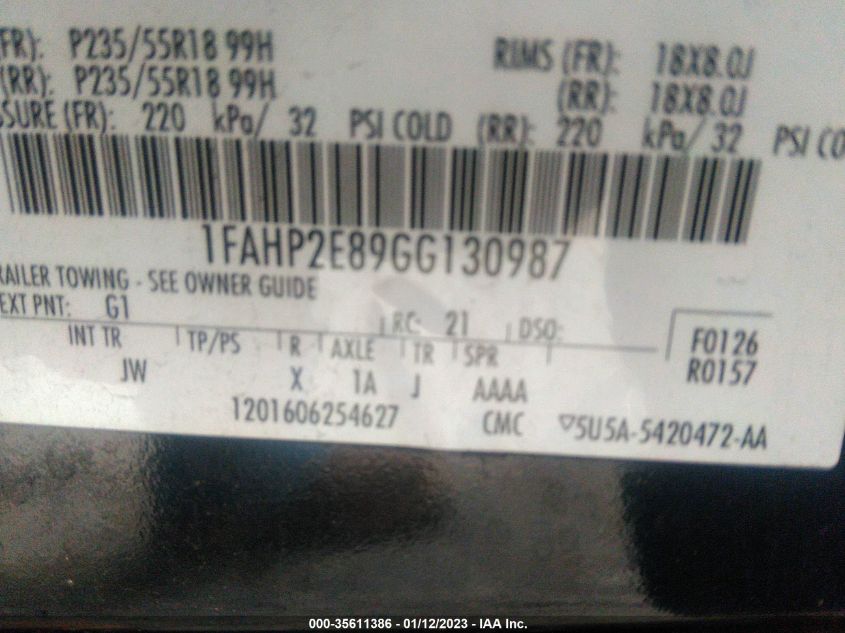 FR): P235/55R18 99H RIMS (FR): 18X8.0J
(RR): P235/55R18 99H (RR): 18X8.0J
SSURE (FR): 220 kPa/ 32 PSI COLD (RR): 220 kPa/ 32 PSI CO
1FAHP2E89GG130987
RAILER TOWING - SEE OWNER GUIDE
EXT PNT: G1 RC: 21 DSO:
INT TR TP/PS R AXLE TR SPR F0126
JW X 1A J AAAA R0157
1201606254627 CMC ▽5U5A-5420472-AA
000-35611386 - 01/12/2023 - IAA Inc.